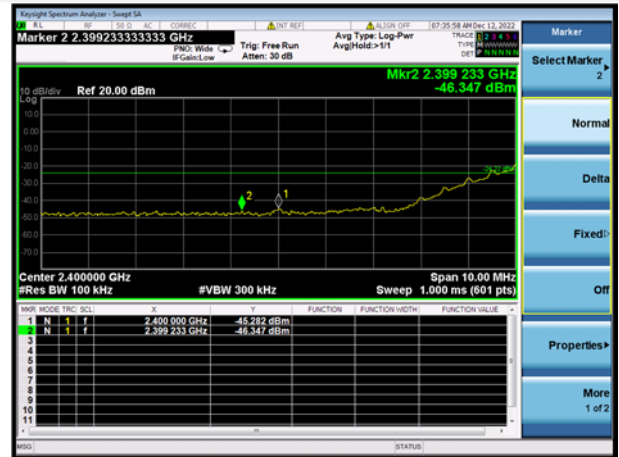 Keysight Spectrum Analyzer - Swept SA
RL RF 50 Ω AC CORREC INT REF ALIGN OFF 07:35:58 AM Dec 12, 2022
Marker 2 2.399233333333 GHz
PNO: Wide
IFGain:Low
Trig: Free Run
Atten: 30 dB
Avg Type: Log-Pwr
Avg|Hold:>1/1
TRACE 1 2 3 4 5 6
TYPE M WWWWW
DET P NNNNN
Mkr2 2.399 233 GHz
-46.347 dBm
10 dB/div Ref 20.00 dBm
Log
10.0
0.00
-10.0
-20.0
-30.0
-40.0
-50.0
-60.0
-70.0
2
1
Center 2.400000 GHz
Span 10.00 MHz
#Res BW 100 kHz
#VBW 300 kHz
Sweep 1.000 ms (601 pts)
MKR MODE TRC SCL X Y FUNCTION FUNCTION WIDTH FUNCTION VALUE
1 N 1 f 2.400 000 GHz -45.282 dBm
2 N 1 f 2.399 233 GHz -46.347 dBm
3
4
5
6
7
8
9
10
11
MSG
STATUS
Marker
Select Marker
2
Normal
Delta
Fixed
Off
Properties
More
1 of 2